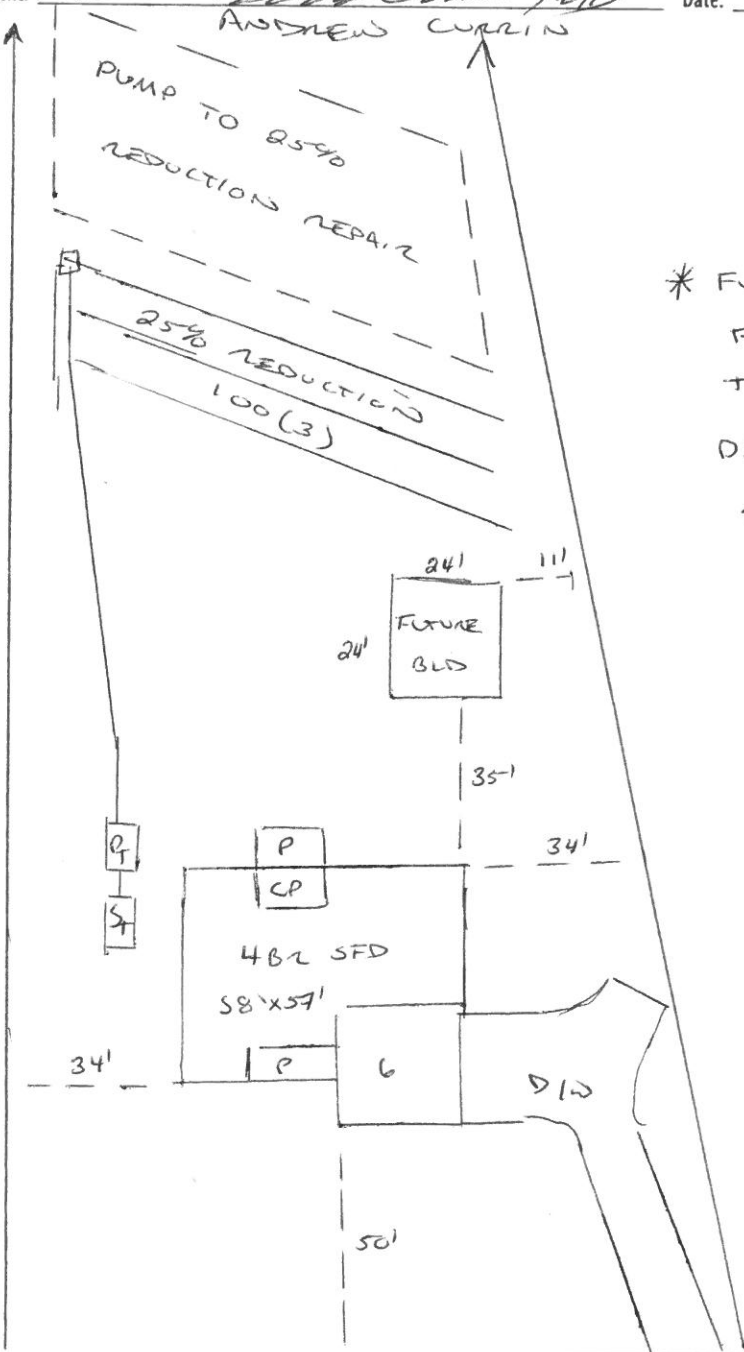 Date:
ANDREW CURRIN
PUMP TO 25%
REDUCTION REPAIR
25% REDUCTION
100 (3)
24' 11'
24'
FUTURE
BLD
35'
34'
PT
ST
P
CP
4BR SFD
58'X57'
34'
P
G
D/W
50'
*